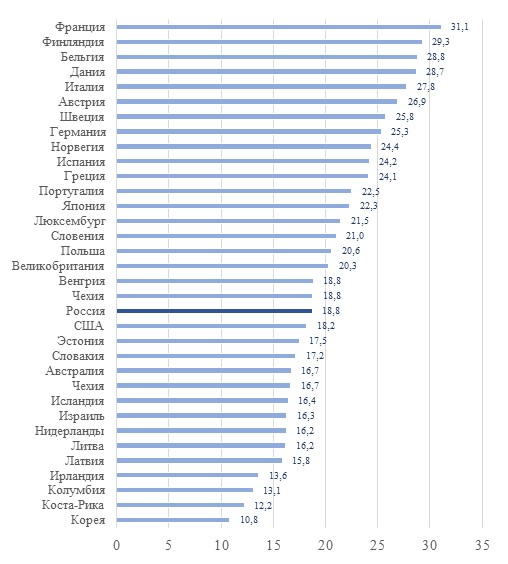 Франция 31,1
Финляндия 29,3
Бельгия 28,8
Дания 28,7
Италия 27,8
Австрия 26,9
Швеция 25,8
Германия 25,3
Норвегия 24,4
Испания 24,2
Греция 24,1
Португалия 22,5
Япония 22,3
Люксембург 21,5
Словения 21,0
Польша 20,6
Великобритания 20,3
Венгрия 18,8
Чехия 18,8
Россия 18,8
США 18,2
Эстония 17,5
Словакия 17,2
Австралия 16,7
Чехия 16,7
Исландия 16,4
Израиль 16,3
Нидерланды 16,2
Литва 16,2
Латвия 15,8
Ирландия 13,6
Колумбия 13,1
Коста-Рика 12,2
Корея 10,8
0 5 10 15 20 25 30 35